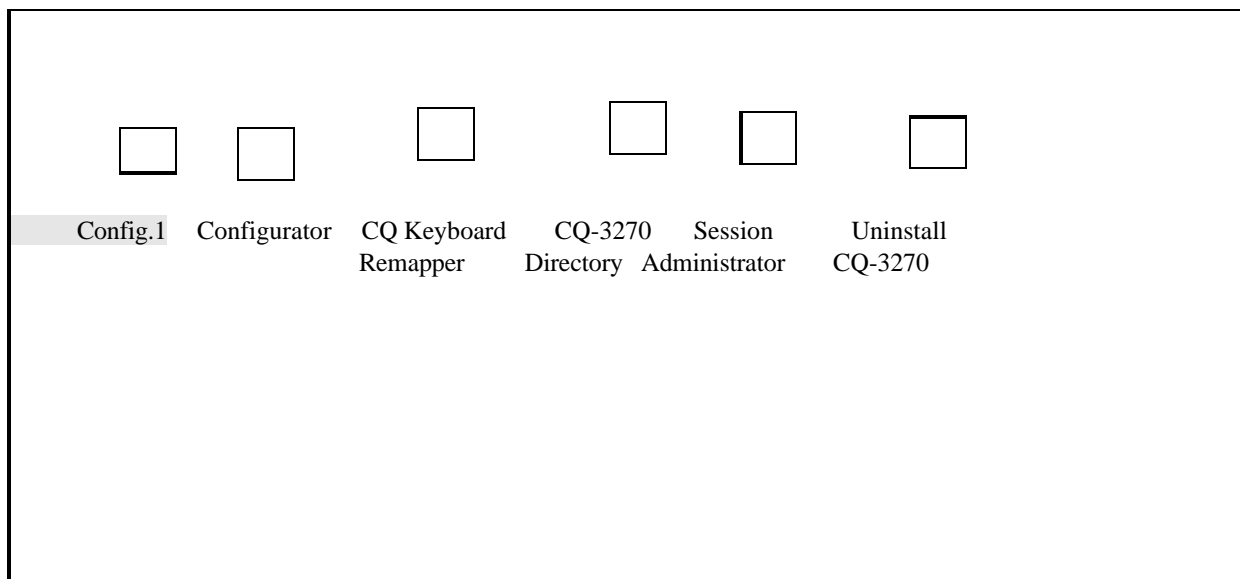 Config.1 Configurator CQ Keyboard CQ-3270 Session Uninstall
Remapper Directory Administrator CQ-3270